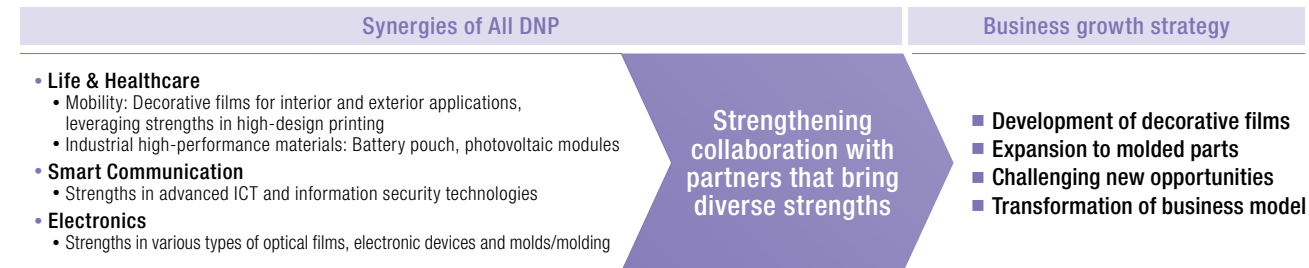 Synergies of All DNP
• Life & Healthcare
• Mobility: Decorative films for interior and exterior applications,
leveraging strengths in high-design printing
• Industrial high-performance materials: Battery pouch, photovoltaic modules
• Smart Communication
• Strengths in advanced ICT and information security technologies
• Electronics
• Strengths in various types of optical films, electronic devices and molds/molding
Strengthening
collaboration with
partners that bring
diverse strengths
Business growth strategy
■ Development of decorative films
■ Expansion to molded parts
■ Challenging new opportunities
■ Transformation of business model